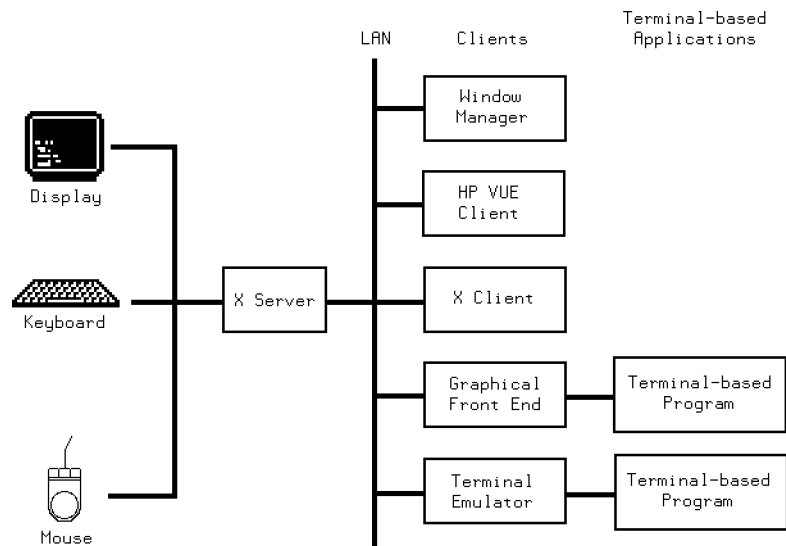 LAN
Clients
Terminal-based
Applications
Window
Manager
Display
HP VUE
Client
Keyboard
X Server
X Client
Graphical
Front End
Terminal-based
Program
Mouse
Terminal
Emulator
Terminal-based
Program